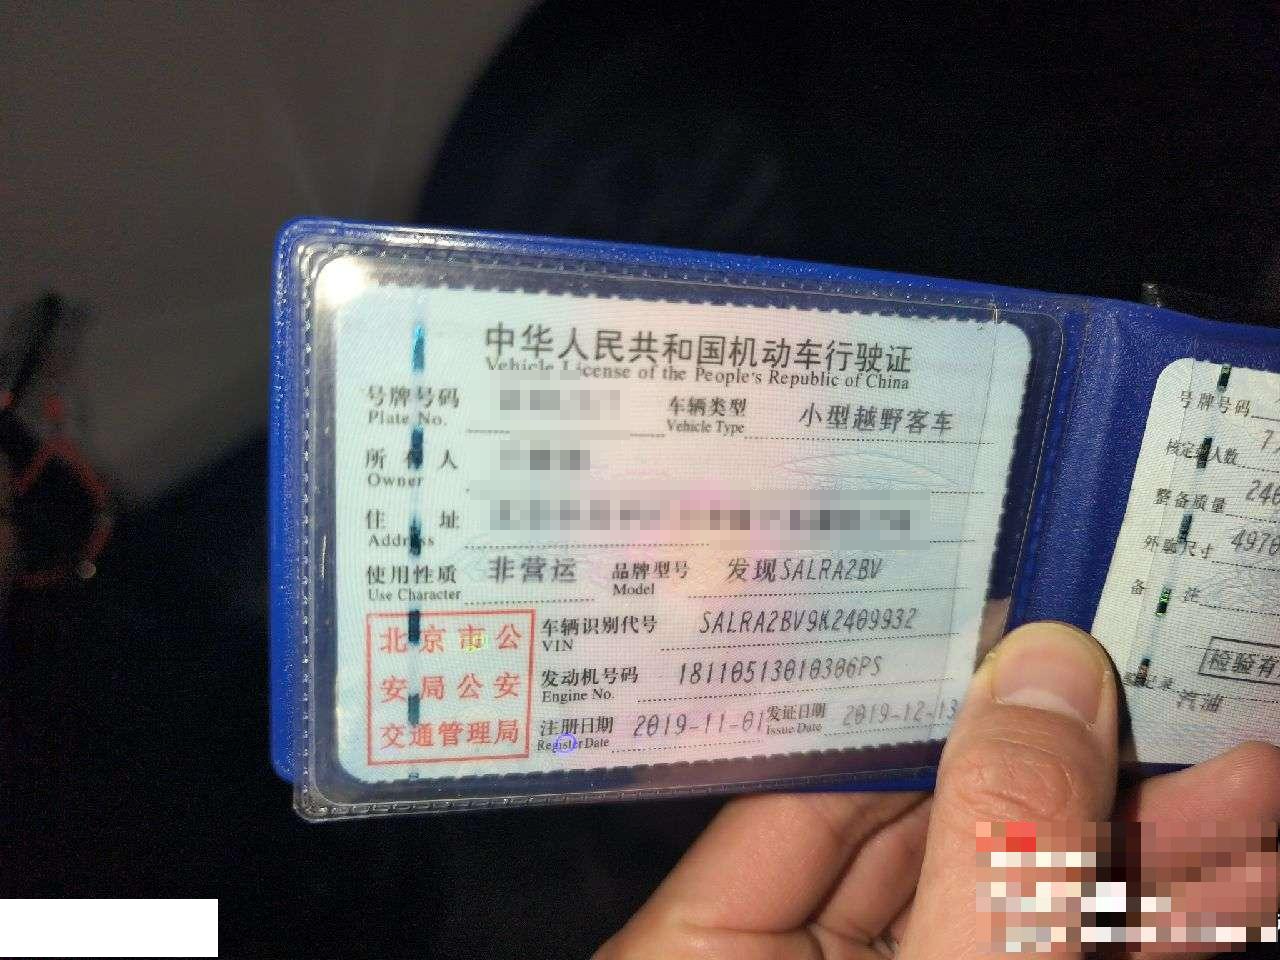 中华人民共和国机动车行驶证
Vehicle License of the People's Republic of China
号牌号码
Plate No.
车辆类型 小型越野客车
Vehicle Type
所有人
Owner
住址
Address
使用性质 非营运
Use Character
品牌型号 发现SALRA2BV
Model
北京市公
安局公安
交通管理局
车辆识别代号 SALRA2BV9K2409932
VIN
发动机号码 18110513010306PS
Engine No.
注册日期 2019-11-01
Register Date
发证日期 2019-12-13
Issue Date
号牌号码
核定载人数
整备质量
外廓尺寸
备注
检验有
汽油